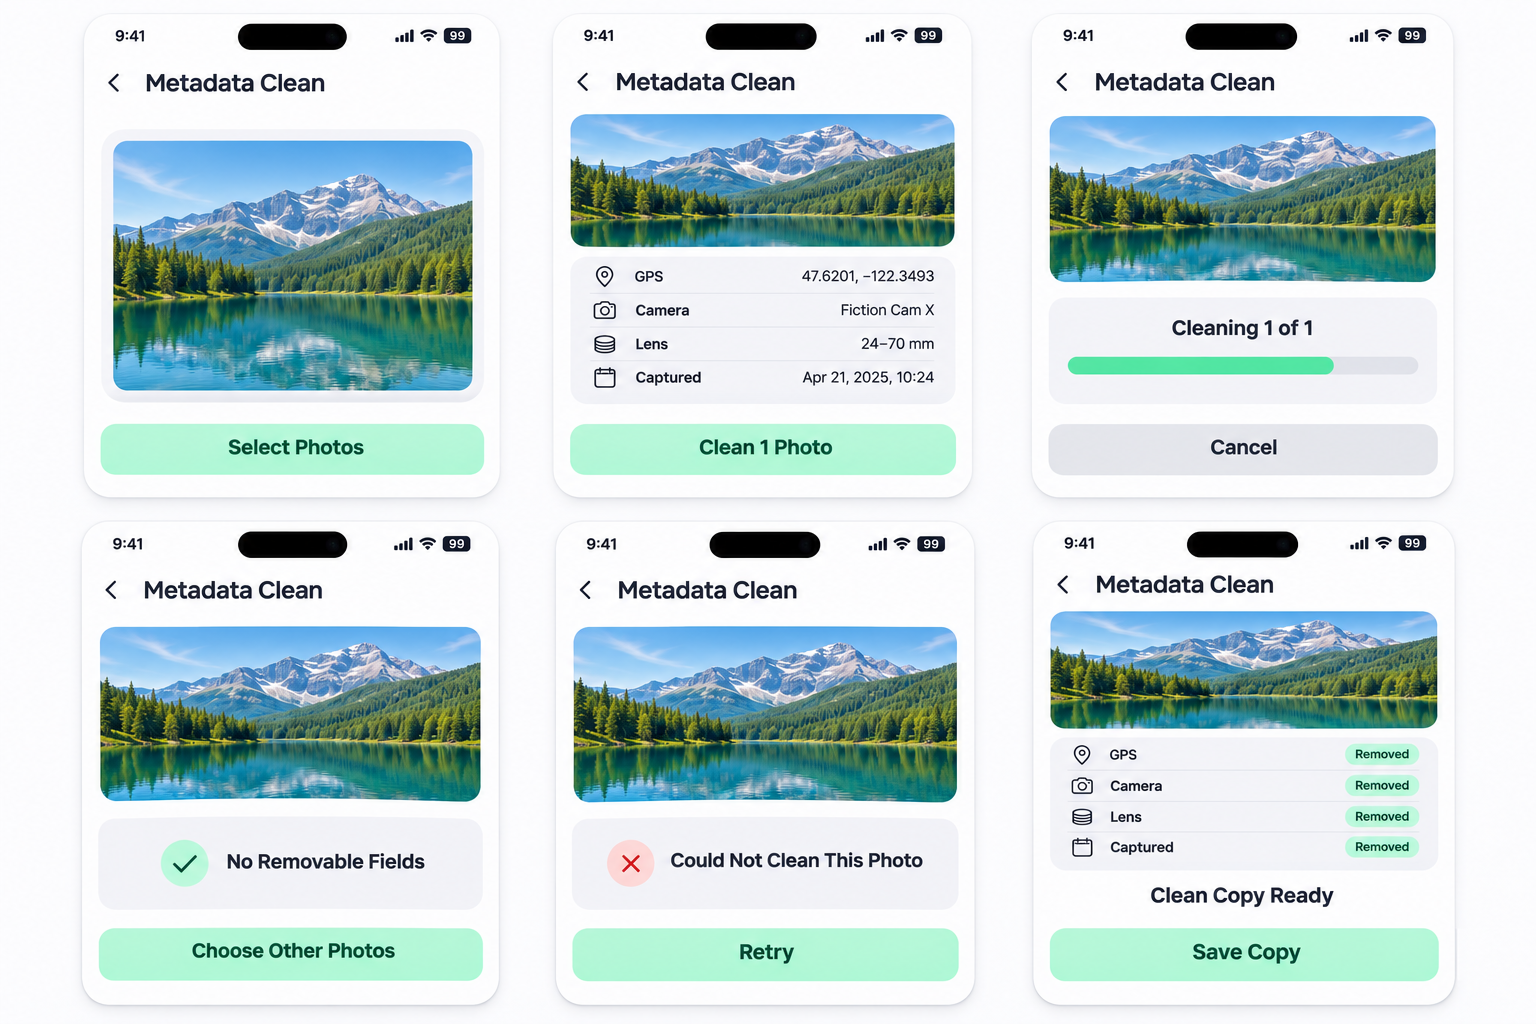 9:41
99
Metadata Clean
Select Photos
9:41
99
Metadata Clean
GPS 47.6201, −122.3493
Camera Fiction Cam X
Lens 24–70 mm
Captured Apr 21, 2025, 10:24
Clean 1 Photo
9:41
99
Metadata Clean
Cleaning 1 of 1
Cancel
9:41
99
Metadata Clean
No Removable Fields
Choose Other Photos
9:41
99
Metadata Clean
Could Not Clean This Photo
Retry
9:41
99
Metadata Clean
GPS Removed
Camera Removed
Lens Removed
Captured Removed
Clean Copy Ready
Save Copy